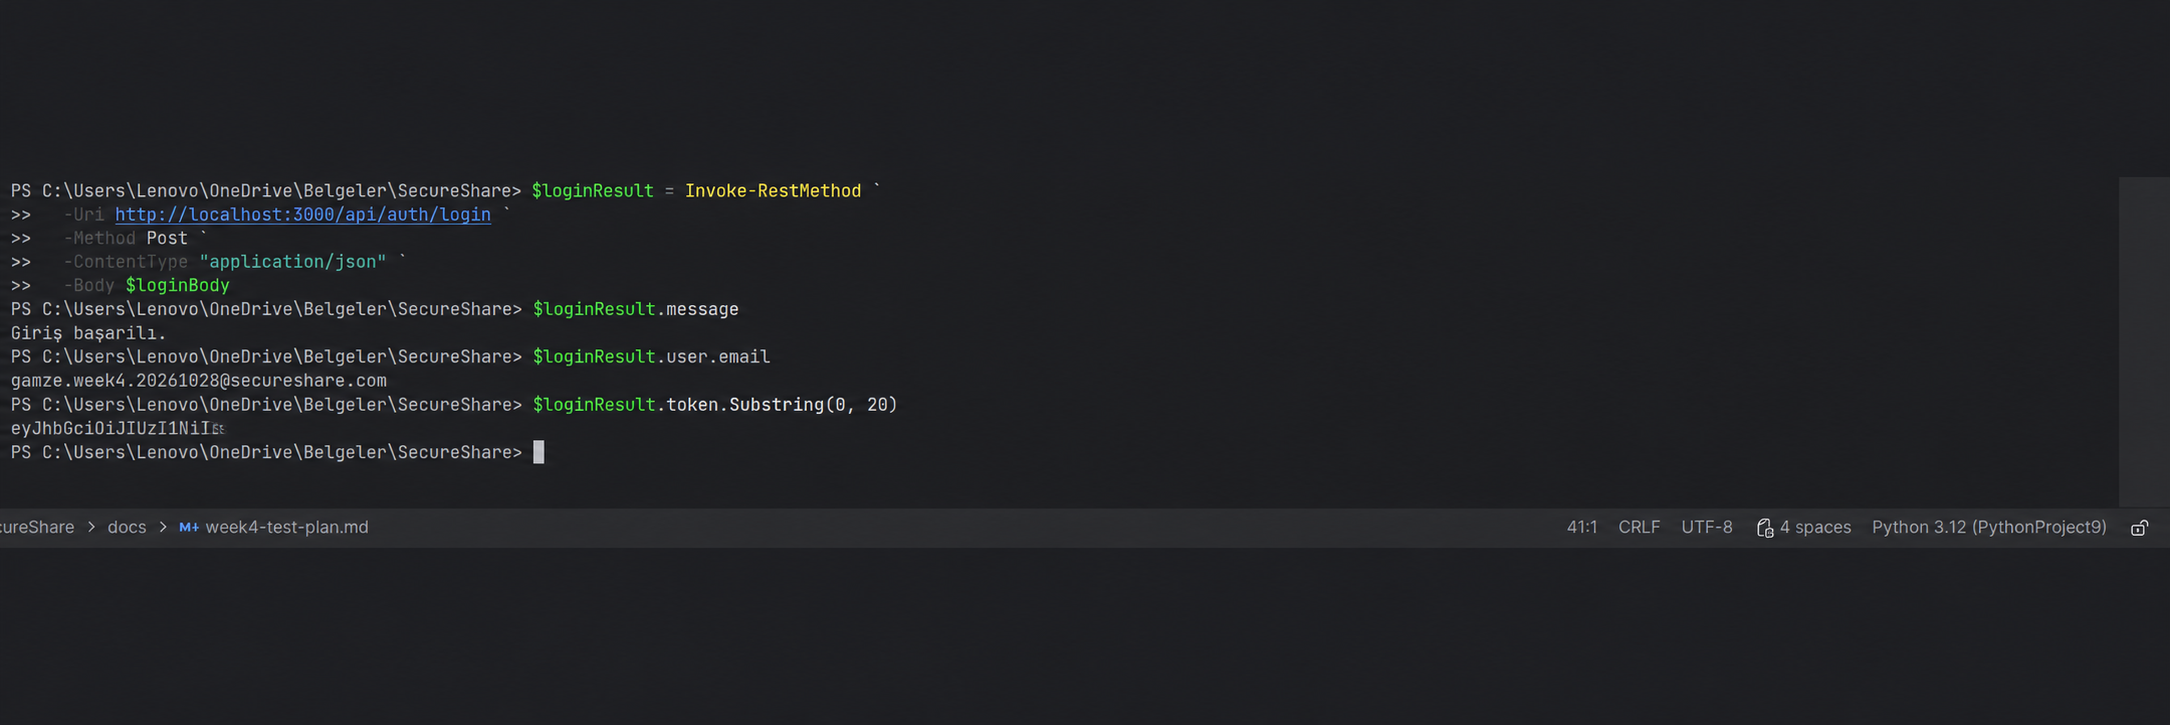 PS C:\Users\Lenovo\OneDrive\Belgeler\SecureShare> $loginResult = Invoke-RestMethod `
>>   -Uri http://localhost:3000/api/auth/login `
>>   -Method Post `
>>   -ContentType "application/json" `
>>   -Body $loginBody
PS C:\Users\Lenovo\OneDrive\Belgeler\SecureShare> $loginResult.message
Giriş başarılı.
PS C:\Users\Lenovo\OneDrive\Belgeler\SecureShare> $loginResult.user.email
gamze.week4.20261028@secureshare.com
PS C:\Users\Lenovo\OneDrive\Belgeler\SecureShare> $loginResult.token.Substring(0, 20)
PS C:\Users\Lenovo\OneDrive\Belgeler\SecureShare>
cureShare > docs > M+ week4-test-plan.md 41:1 CRLF UTF-8 4 spaces Python 3.12 (PythonProject9)